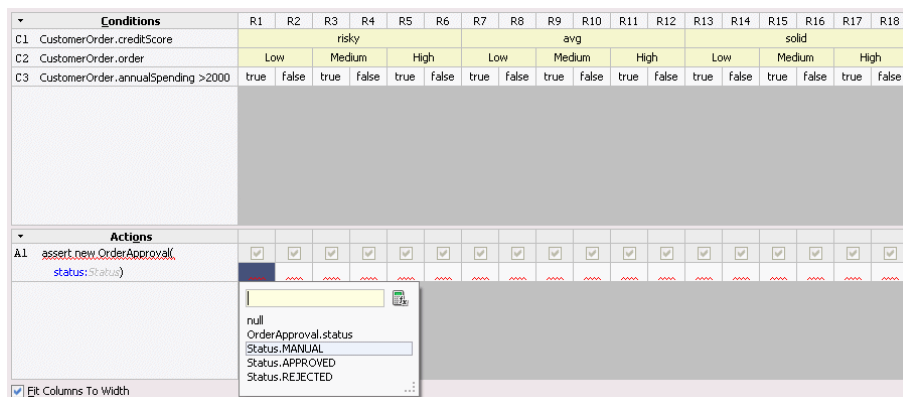 Conditions R1 R2 R3 R4 R5 R6 R7 R8 R9 R10 R11 R12 R13 R14 R15 R16 R17 R18
C1 CustomerOrder.creditScore risky avg solid
C2 CustomerOrder.order Low Medium High Low Medium High Low Medium High
C3 CustomerOrder.annualSpending >2000 true false true false true false true false true false true false true false true false true false
Actions
A1 assert new OrderApproval(
status:Status)
null
OrderApproval.status
Status.MANUAL
Status.APPROVED
Status.REJECTED
Fit Columns To Width